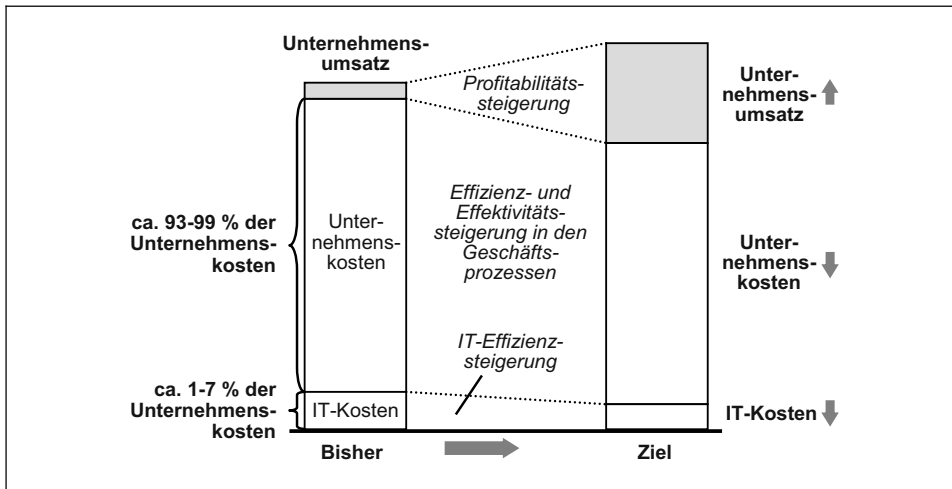 Unternehmens-
umsatz
Profitabilitäts-
steigerung
Unter-
nehmens-
umsatz
ca. 93-99 % der
Unternehmens-
kosten
Unter-
nehmens-
kosten
Effizienz- und
Effektivitäts-
steigerung in den
Geschäfts-
prozessen
Unter-
nehmens-
kosten
IT-Effizienz-
steigerung
ca. 1-7 % der
Unternehmens-
kosten
IT-Kosten
IT-Kosten
Bisher
Ziel